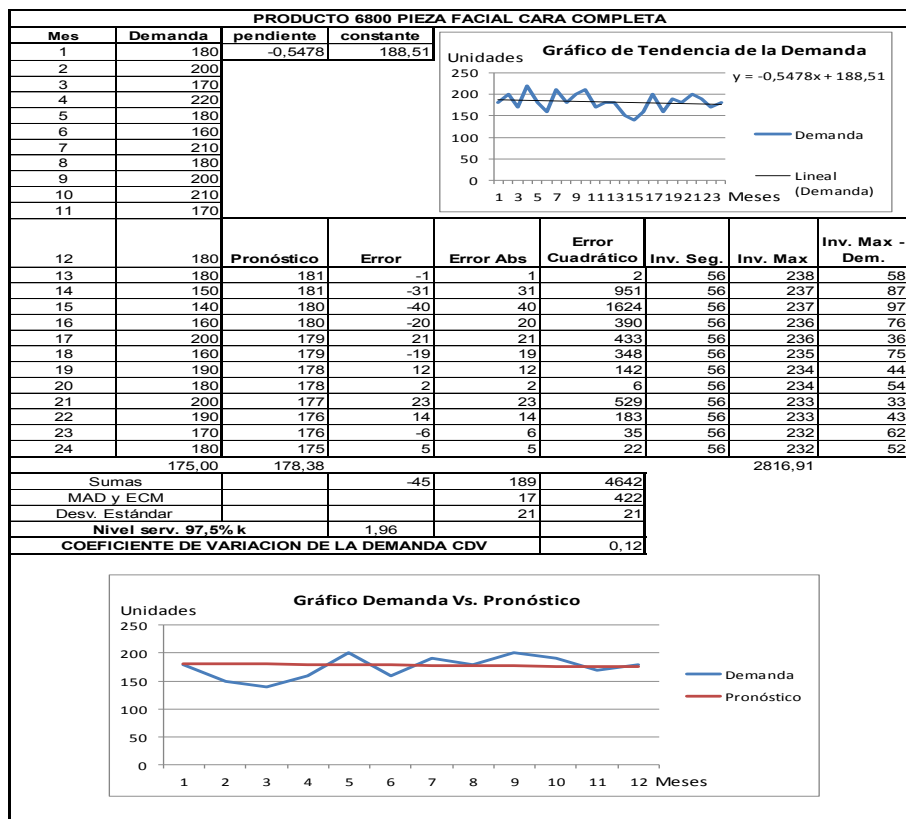 PRODUCTO 6800 PIEZA FACIAL CARA COMPLETA
Mes Demanda pendiente constante
1 180 -0,5478 188,51
2 200
3 170
4 220
5 180
6 160
7 210
8 180
9 200
10 210
11 170
Gráfico de Tendencia de la Demanda
Unidades
y = -0,5478x + 188,51
250
200
150
100
50
0
1 3 5 7 9 11 13 15 17 19 21 23 Meses
Demanda
Lineal
(Demanda)
12 180 Pronóstico Error Error Abs Error Cuadrático Inv. Seg. Inv. Max Inv. Max - Dem.
13 180 181 -1 1 2 56 238 58
14 150 181 -31 31 951 56 237 87
15 140 180 -40 40 1624 56 237 97
16 160 180 -20 20 390 56 236 76
17 200 179 21 21 433 56 236 36
18 160 179 -19 19 348 56 235 75
19 190 178 12 12 142 56 234 44
20 180 178 2 2 6 56 234 54
21 200 177 23 23 529 56 233 33
22 190 176 14 14 183 56 233 43
23 170 176 -6 6 35 56 232 62
24 180 175 5 5 22 56 232 52
175,00 178,38 2816,91
Sumas -45 189 4642
MAD y ECM 17 422
Desv. Estándar 21 21
Nivel serv. 97,5% k 1,96
COEFICIENTE DE VARIACION DE LA DEMANDA CDV 0,12
Gráfico Demanda Vs. Pronóstico
Unidades
250
200
150
100
50
0
1 2 3 4 5 6 7 8 9 10 11 12 Meses
Demanda
Pronóstico